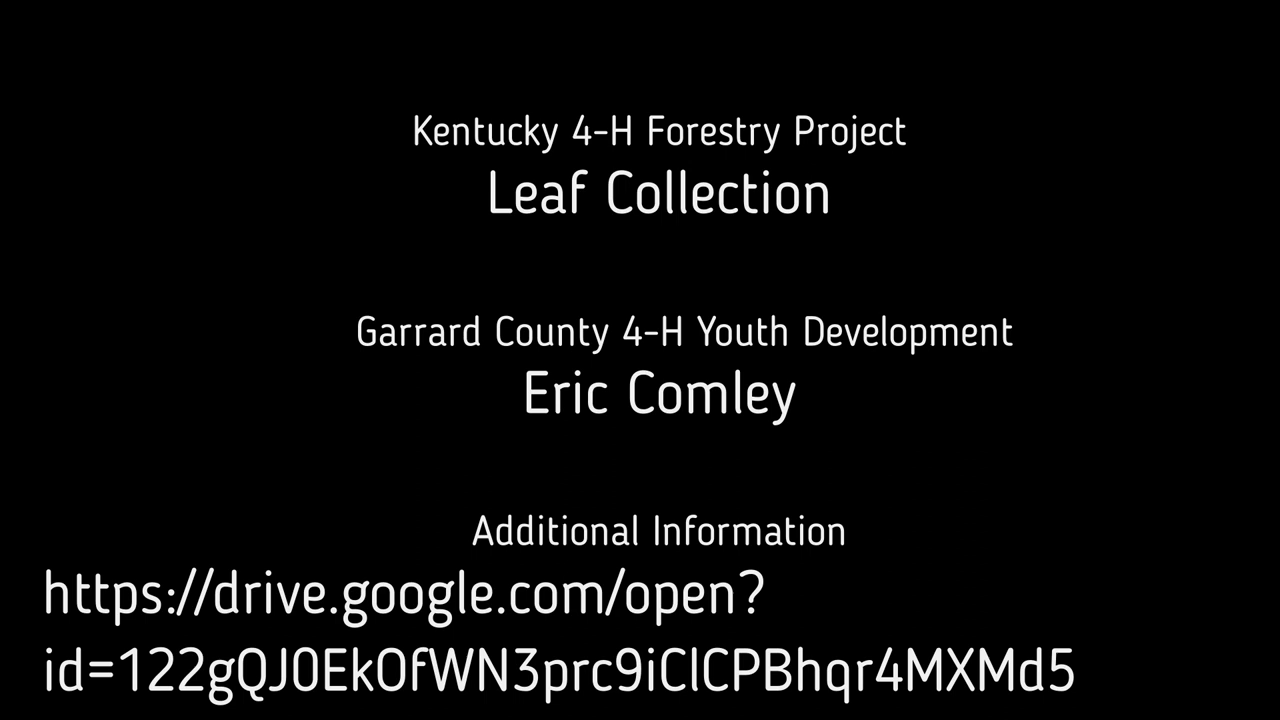 Kentucky 4-H Forestry Project
Leaf Collection
Garrard County 4-H Youth Development
Eric Comley
Additional Information
https://drive.google.com/open?
id=122gQJ0EkOfWN3prc9iClCPBhqr4MXMd5